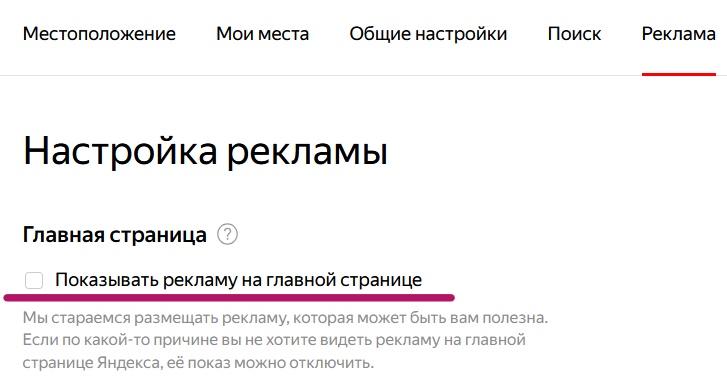 Местоположение Мои места Общие настройки Поиск Реклама
Настройка рекламы
Главная страница ?
Показывать рекламу на главной странице
Мы стараемся размещать рекламу, которая может быть вам полезна.
Если по какой-то причине вы не хотите видеть рекламу на главной
странице Яндекса, её показ можно отключить.